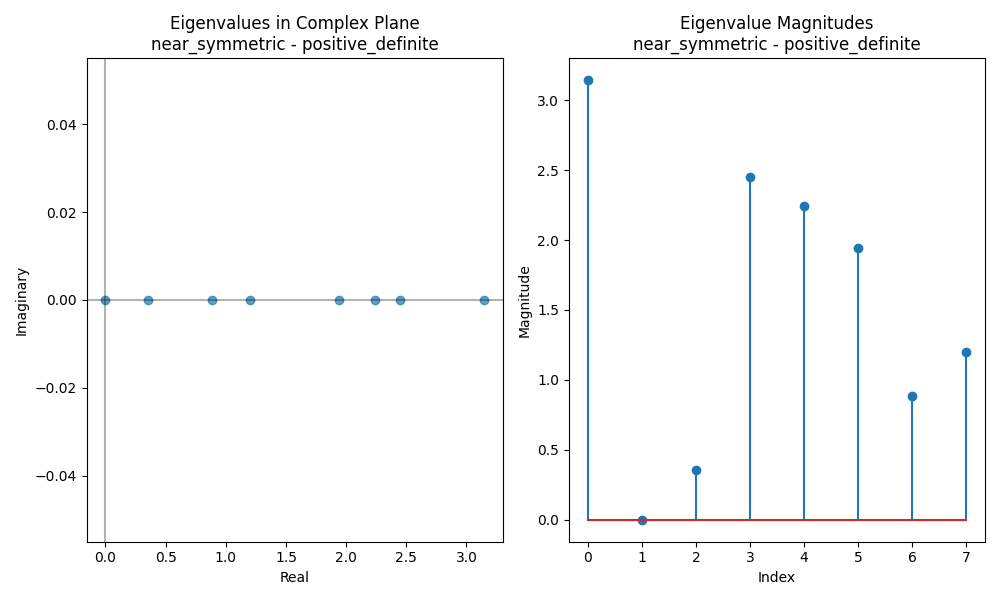 Eigenvalues in Complex Plane
near_symmetric - positive_definite
0.04
0.02
0.00
−0.02
−0.04
Imaginary
0.0 0.5 1.0 1.5 2.0 2.5 3.0
Real
Eigenvalue Magnitudes
near_symmetric - positive_definite
3.0
2.5
2.0
1.5
1.0
0.5
0.0
Magnitude
0 1 2 3 4 5 6 7
Index